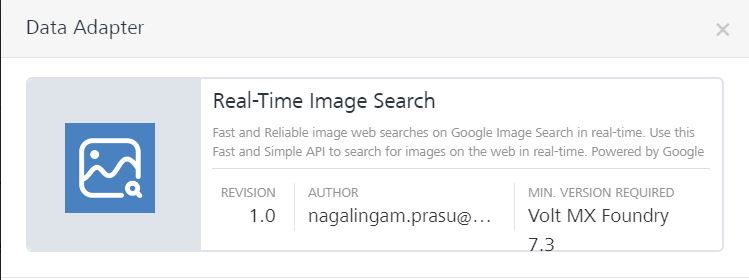 Data Adapter
Real-Time Image Search
Fast and Reliable image web searches on Google Image Search in real-time. Use this
Fast and Simple API to search for images on the web in real-time. Powered by Google
REVISION
1.0
AUTHOR
nagalingam.prasu@...
MIN. VERSION REQUIRED
Volt MX Foundry
7.3